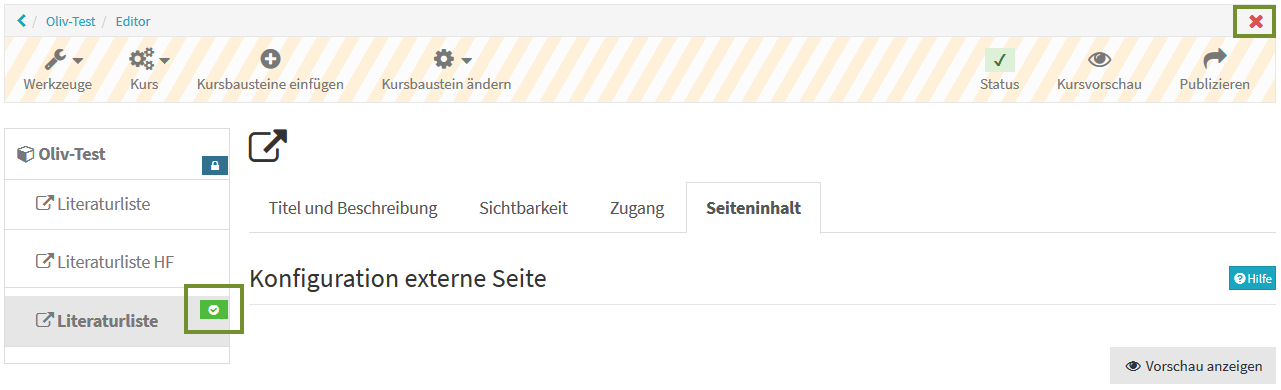 / Oliv-Test / Editor
Werkzeuge Kurs Kursbausteine einfügen Kursbaustein ändern Status Kursvorschau Publizieren
Oliv-Test
Literaturliste
Literaturliste HF
Literaturliste
Titel und Beschreibung Sichtbarkeit Zugang Seiteninhalt
Konfiguration externe Seite
Hilfe
Vorschau anzeigen